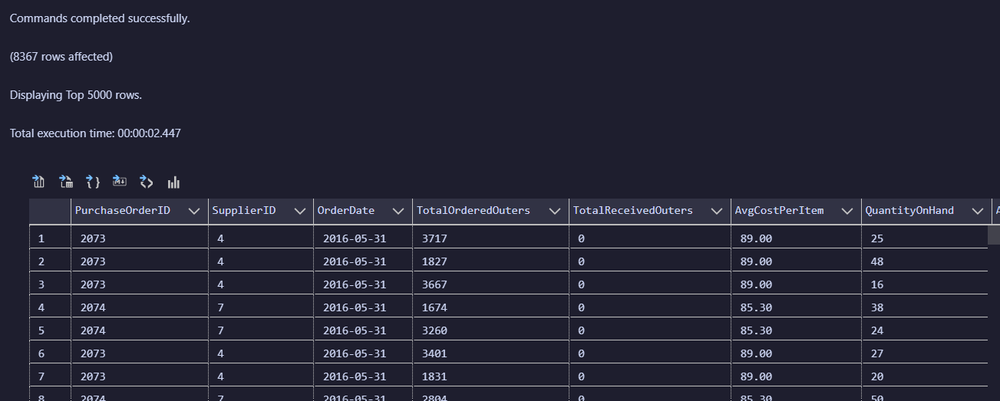 Commands completed successfully.
(8367 rows affected)
Displaying Top 5000 rows.
Total execution time: 00:00:02.447
PurchaseOrderID SupplierID OrderDate TotalOrderedOuters TotalReceivedOuters AvgCostPerItem QuantityOnHand
1 2073 4 2016-05-31 3717 0 89.00 25
2 2073 4 2016-05-31 1827 0 89.00 48
3 2073 4 2016-05-31 3667 0 89.00 16
4 2074 7 2016-05-31 1674 0 85.30 38
5 2074 7 2016-05-31 3260 0 85.30 24
6 2073 4 2016-05-31 3401 0 89.00 27
7 2073 4 2016-05-31 1831 0 89.00 20
8 2074 7 2016-05-31 2804 0 85.30 50